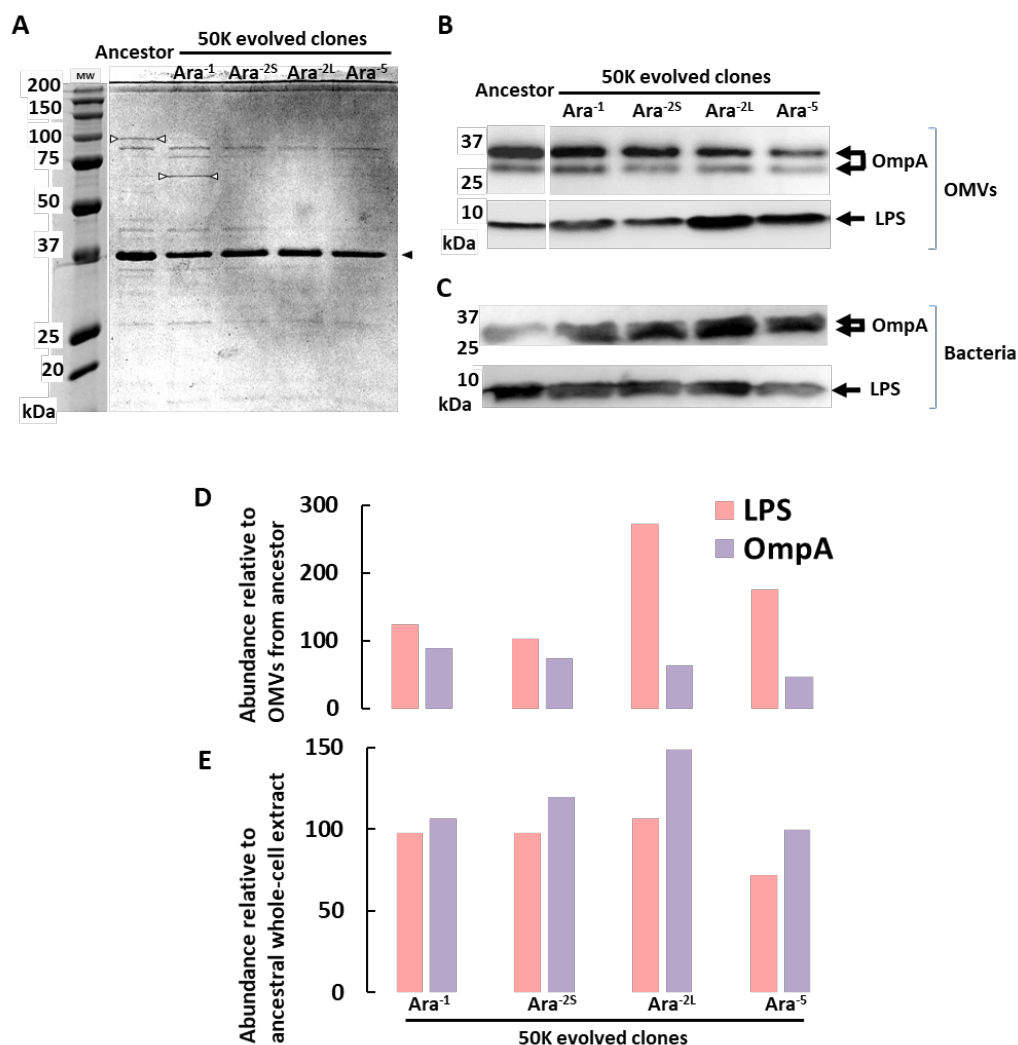 A
50K evolved clones
Ancestor
MW
Ara-1 Ara-2S Ara-2L Ara-5
200
150
100
75
50
37
25
20
kDa
B
50K evolved clones
Ancestor
Ara-1 Ara-2S Ara-2L Ara-5
37
25
OmpA
10
kDa
LPS
OMVs
C
37
25
OmpA
10
kDa
LPS
Bacteria
D
Abundance relative to
OMVs from ancestor
300
200
100
0
LPS
OmpA
E
Abundance relative to
ancestral whole-cell extract
150
100
50
0
Ara-1 Ara-2S Ara-2L Ara-5
50K evolved clones